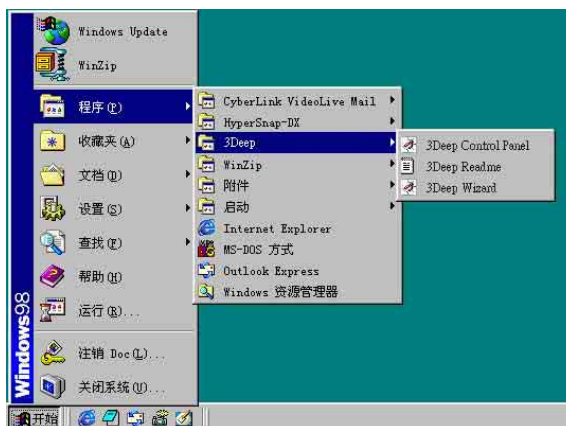 Windows Update
WinZip
程序(P)
收藏夹(A)
文档(D)
设置(S)
查找(F)
帮助(H)
运行(R)...
注销 Doc(L)...
关闭系统(U)...
Windows98
开始
CyberLink VideoLive Mail
HyperSnap-DX
3Deep
WinZip
附件
启动
Internet Explorer
MS-DOS 方式
Outlook Express
Windows 资源管理器
3Deep Control Panel
3Deep Readme
3Deep Wizard